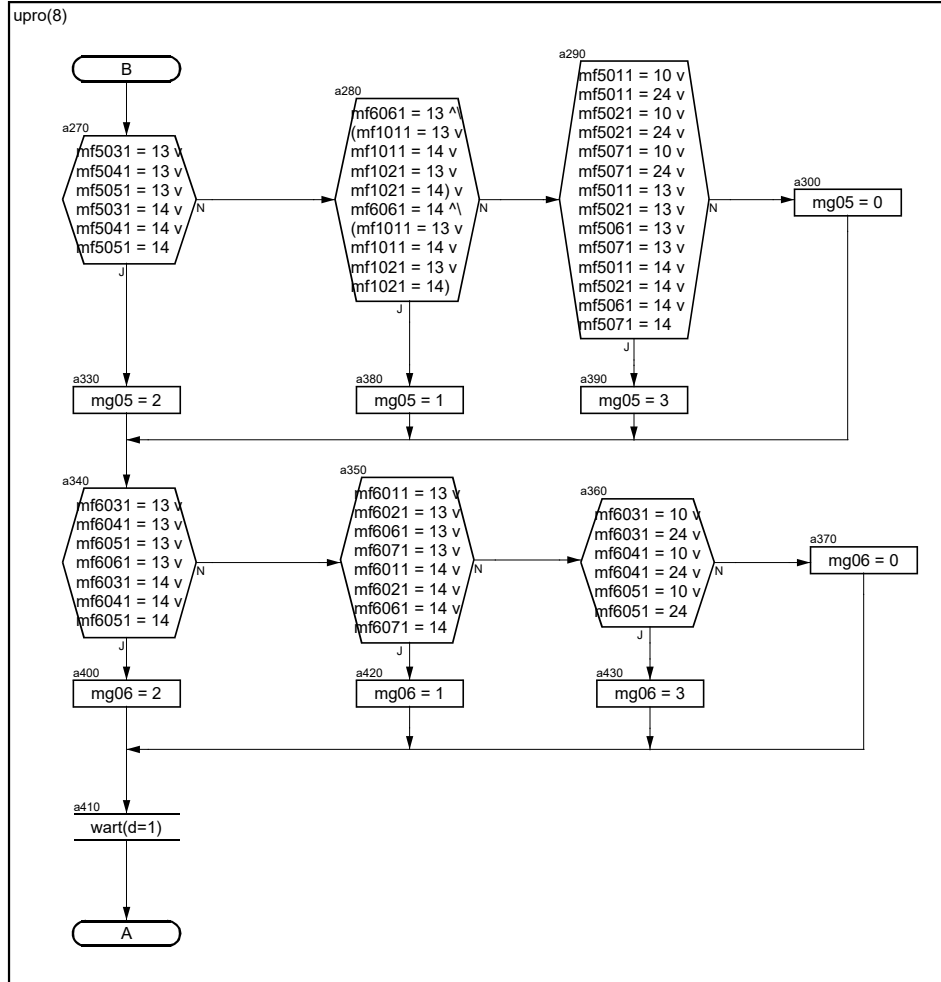 upro(8)
B
a270
mf5031 = 13 v
mf5041 = 13 v
mf5051 = 13 v
mf5031 = 14 v
mf5041 = 14 v
mf5051 = 14
N
J
a280
mf6061 = 13 ^\
(mf1011 = 13 v
mf1011 = 14 v
mf1021 = 13 v
mf1021 = 14) v
mf6061 = 14 ^\
(mf1011 = 13 v
mf1011 = 14 v
mf1021 = 13 v
mf1021 = 14)
N
J
a290
mf5011 = 10 v
mf5011 = 24 v
mf5021 = 10 v
mf5021 = 24 v
mf5071 = 10 v
mf5071 = 24 v
mf5011 = 13 v
mf5021 = 13 v
mf5061 = 13 v
mf5071 = 13 v
mf5011 = 14 v
mf5021 = 14 v
mf5061 = 14 v
mf5071 = 14
N
J
a300
mg05 = 0
a330
mg05 = 2
a380
mg05 = 1
a390
mg05 = 3
a340
mf6031 = 13 v
mf6041 = 13 v
mf6051 = 13 v
mf6061 = 13 v
mf6031 = 14 v
mf6041 = 14 v
mf6051 = 14
N
J
a350
mf6011 = 13 v
mf6021 = 13 v
mf6061 = 13 v
mf6071 = 13 v
mf6011 = 14 v
mf6021 = 14 v
mf6061 = 14 v
mf6071 = 14
N
J
a360
mf6031 = 10 v
mf6031 = 24 v
mf6041 = 10 v
mf6041 = 24 v
mf6051 = 10 v
mf6051 = 24
N
J
a370
mg06 = 0
a400
mg06 = 2
a420
mg06 = 1
a430
mg06 = 3
a410
wart(d=1)
A